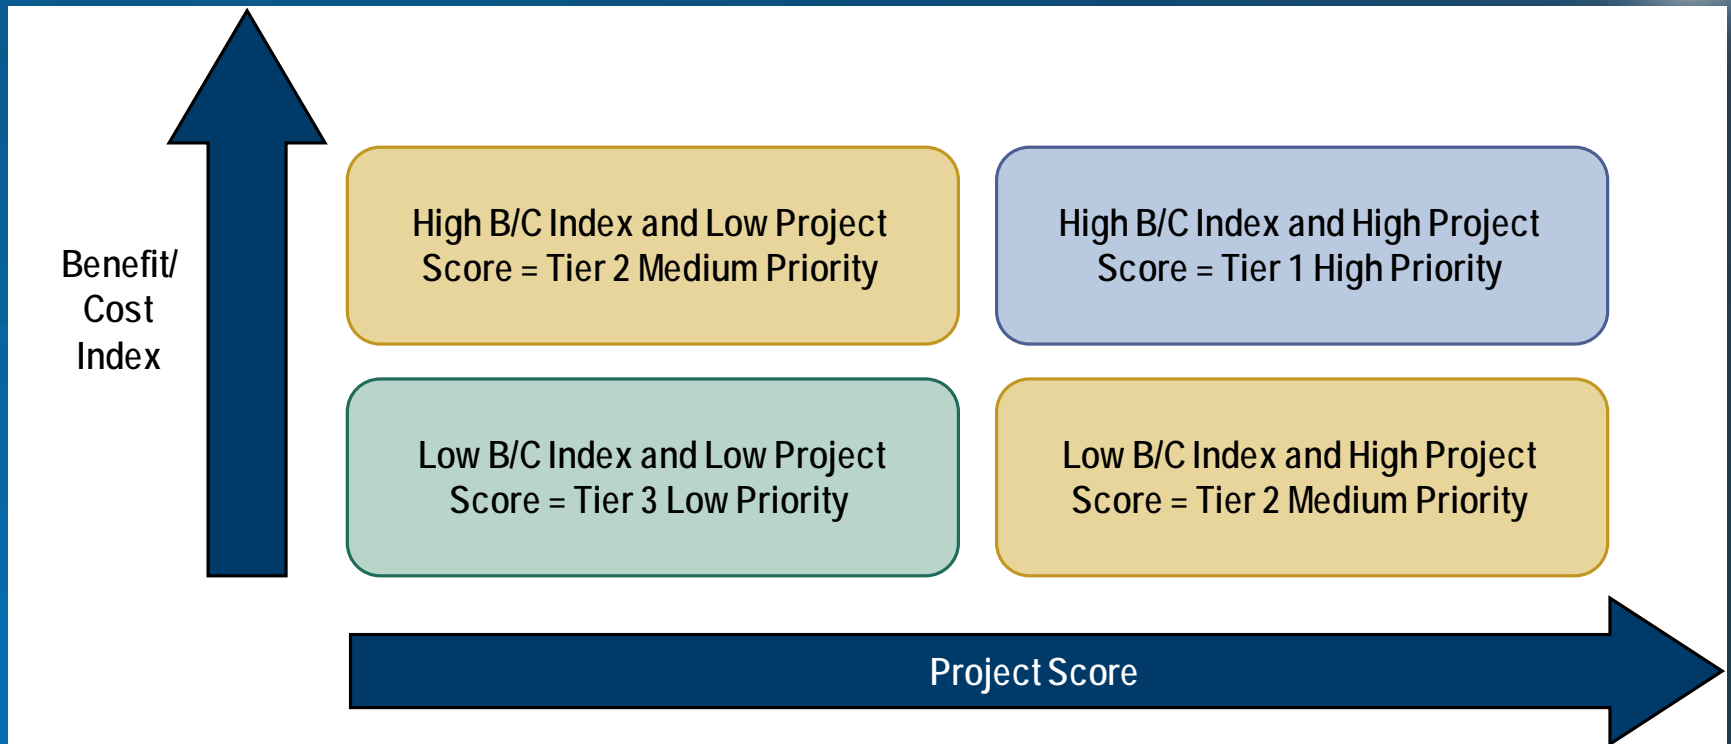 High B/C Index and Low Project
Score = Tier 2 Medium Priority
High B/C Index and High Project
Score = Tier 1 High Priority
Benefit/
Cost
Index
Low B/C Index and Low Project
Score = Tier 3 Low Priority
Low B/C Index and High Project
Score = Tier 2 Medium Priority
Project Score